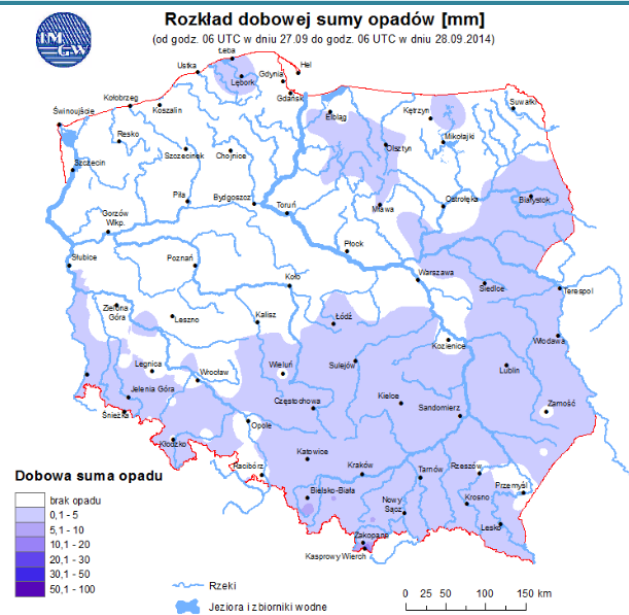 Rozkład dobowej sumy opadów [mm]
(od godz. 06 UTC w dniu 27.09 do godz. 06 UTC w dniu 28.09.2014)
IM
GW
Łeba
Ustka
Lębork
Gdynia
Hel
Gdańsk
Kołobrzeg
Koszalin
Świnoujście
Resko
Szczecinek
Chojnice
Elbląg
Kętrzyn
Suwałki
Mikołajki
Olsztyn
Szczecin
Piła
Bydgoszcz
Toruń
Mława
Ostrołęka
Białystok
Gorzów
Wlkp.
Płock
Słubice
Poznań
Koło
Warszawa
Siedlce
Terespol
Zielona
Góra
Leszno
Kalisz
Łódź
Kozienice
Włodawa
Legnica
Wrocław
Wieluń
Sulejów
Lublin
Jelenia Góra
Śnieżka
Częstochowa
Kielce
Sandomierz
Zamość
Opole
Kłodzko
Racibórz
Katowice
Kraków
Tarnów
Rzeszów
Przemyśl
Bielsko-Biała
Nowy
Sącz
Krosno
Lesko
Zakopane
Kasprowy Wierch
Dobowa suma opadu
brak opadu
0,1 - 5
5,1 - 10
10,1 - 20
20,1 - 30
30,1 - 50
50,1 - 100
Rzeki
Jeziora i zbiorniki wodne
0 25 50 100 150 km